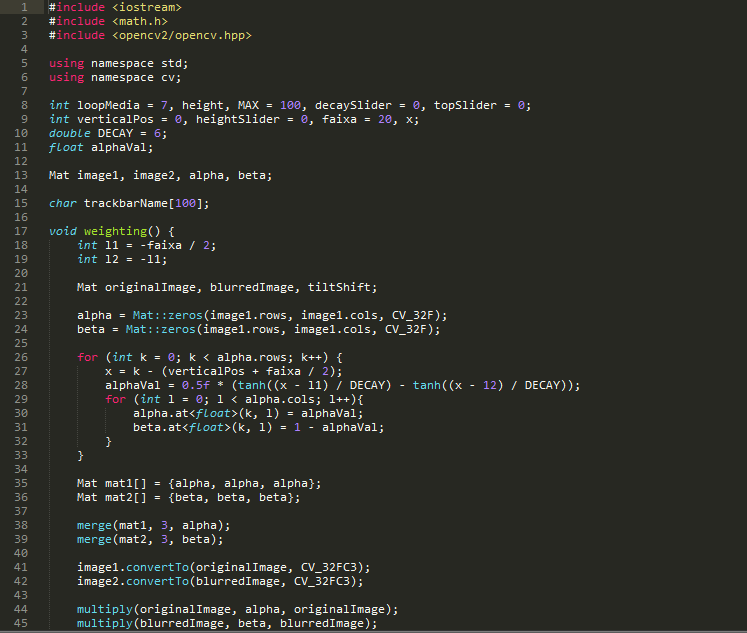 1 #include <iostream>
2 #include <math.h>
3 #include <opencv2/opencv.hpp>
4
5 using namespace std;
6 using namespace cv;
7
8 int loopMedia = 7, height, MAX = 100, decaySlider = 0, topSlider = 0;
9 int verticalPos = 0, heightSlider = 0, faixa = 20, x;
10 double DECAY = 6;
11 float alphaVal;
12
13 Mat image1, image2, alpha, beta;
14
15 char trackbarName[100];
16
17 void weighting() {
18     int l1 = -faixa / 2;
19     int l2 = -l1;
20
21     Mat originalImage, blurredImage, tiltShift;
22
23     alpha = Mat::zeros(image1.rows, image1.cols, CV_32F);
24     beta = Mat::zeros(image1.rows, image1.cols, CV_32F);
25
26     for (int k = 0; k < alpha.rows; k++) {
27         x = k - (verticalPos + faixa / 2);
28         alphaVal = 0.5f * (tanh((x - l1) / DECAY) - tanh((x - l2) / DECAY));
29         for (int l = 0; l < alpha.cols; l++){
30             alpha.at<float>(k, l) = alphaVal;
31             beta.at<float>(k, l) = 1 - alphaVal;
32         }
33     }
34
35     Mat mat1[] = {alpha, alpha, alpha};
36     Mat mat2[] = {beta, beta, beta};
37
38     merge(mat1, 3, alpha);
39     merge(mat2, 3, beta);
40
41     image1.convertTo(originalImage, CV_32FC3);
42     image2.convertTo(blurredImage, CV_32FC3);
43
44     multiply(originalImage, alpha, originalImage);
45     multiply(blurredImage, beta, blurredImage);